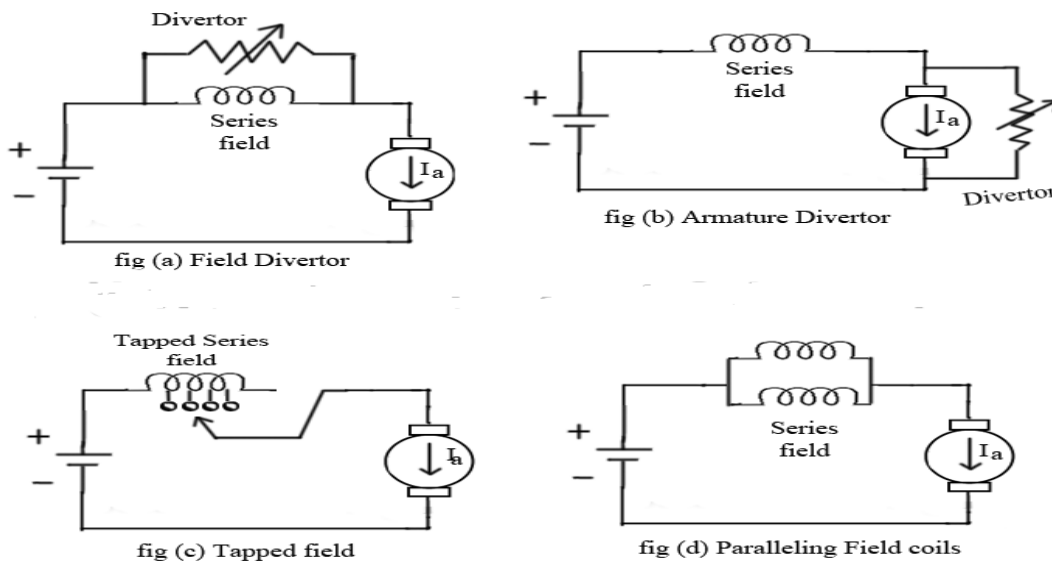 Divertor
+
−
Series
field
Ia
fig (a) Field Divertor
+
−
Series
field
Ia
Divertor
fig (b) Armature Divertor
Tapped Series
field
+
−
Ia
fig (c) Tapped field
+
−
Series
field
Ia
fig (d) Paralleling Field coils